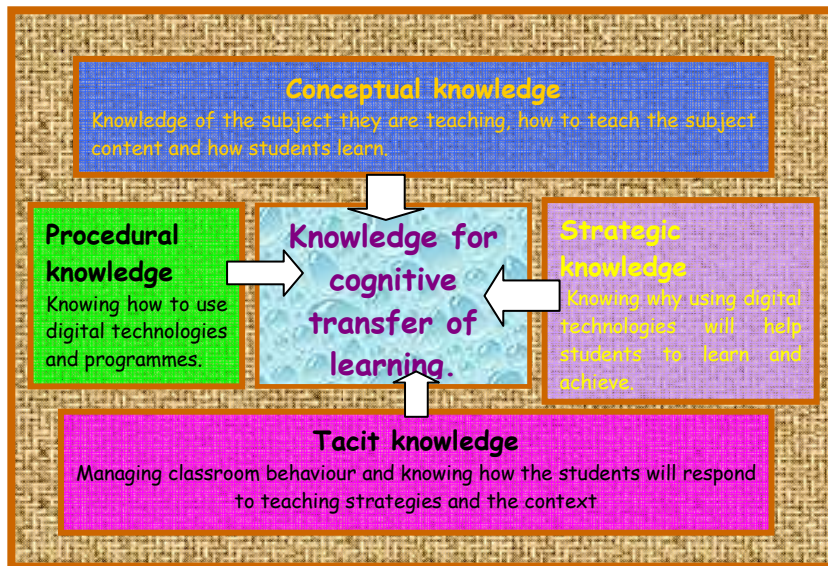 Conceptual knowledge
Knowledge of the subject they are teaching, how to teach the subject
content and how students learn.
Procedural
knowledge
Knowing how to use
digital technologies
and programmes.
Knowledge for
cognitive
transfer of
learning.
Strategic
knowledge
Knowing why using digital
technologies will help
students to learn and
achieve.
Tacit knowledge
Managing classroom behaviour and knowing how the students will respond
to teaching strategies and the context